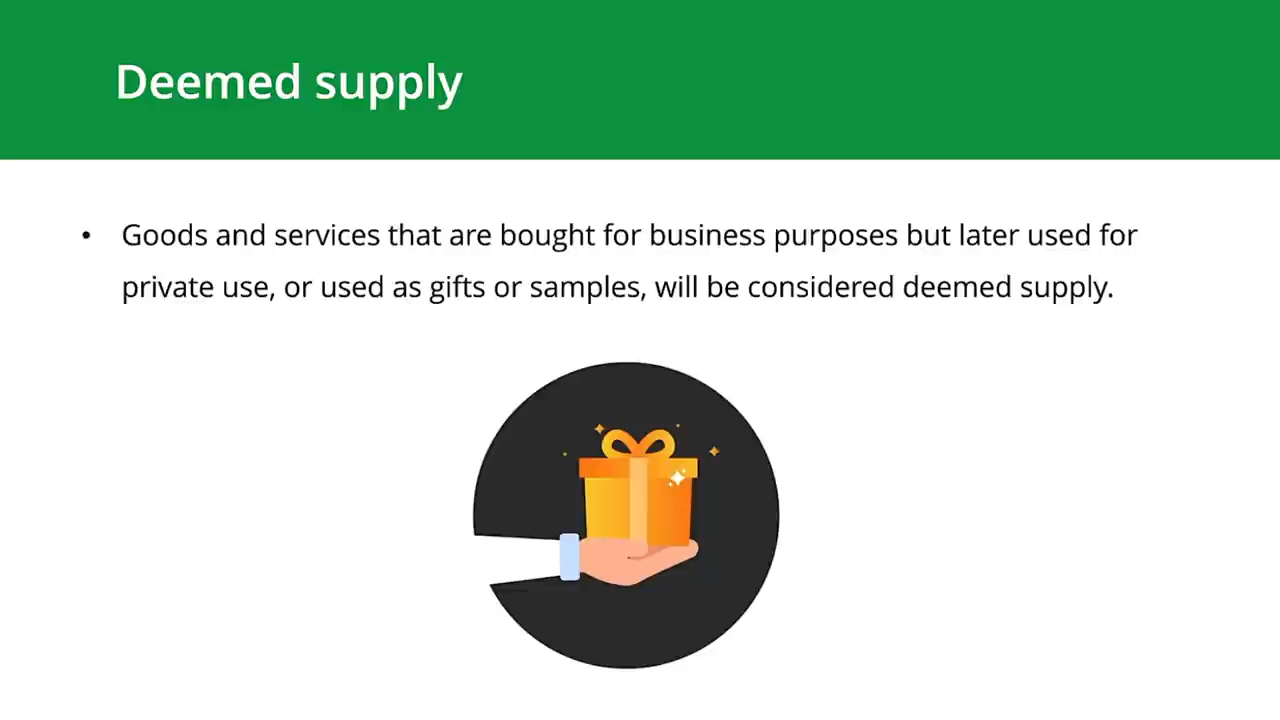 Deemed supply
• Goods and services that are bought for business purposes but later used for
private use, or used as gifts or samples, will be considered deemed supply.